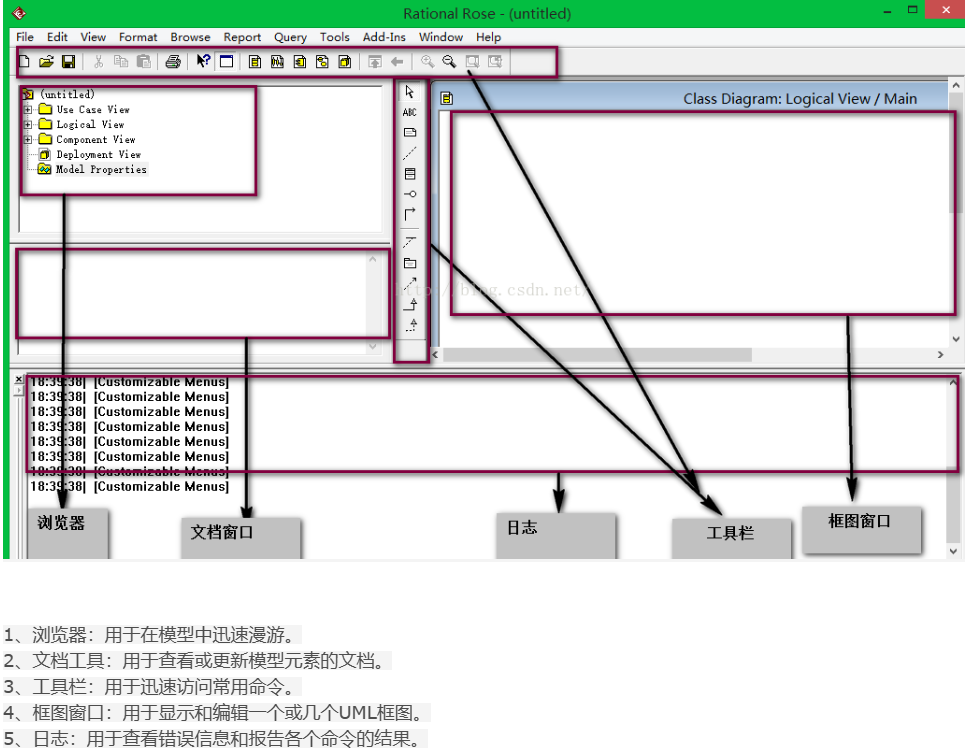 Rational Rose - (untitled)
File Edit View Format Browse Report Query Tools Add-Ins Window Help
(untitled)
Use Case View
Logical View
Component View
Deployment View
Model Properties
ABC
Class Diagram: Logical View / Main
http://blog.csdn.net/
18:39:38| [Customizable Menus]
18:39:38| [Customizable Menus]
18:39:38| [Customizable Menus]
18:39:38| [Customizable Menus]
18:39:38| [Customizable Menus]
18:39:38| [Customizable Menus]
18:39:38| [Customizable Menus]
18:39:38| [Customizable Menus]
浏览器
文档窗口
日志
工具栏
框图窗口
1、浏览器：用于在模型中迅速漫游。
2、文档工具：用于查看或更新模型元素的文档。
3、工具栏：用于迅速访问常用命令。
4、框图窗口：用于显示和编辑一个或几个UML框图。
5、日志：用于查看错误信息和报告各个命令的结果。